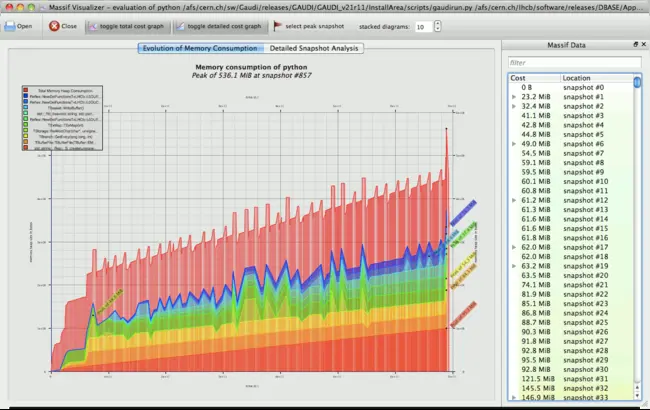 Massif Visualizer - evaluation of python /afs/cern.ch/sw/Gaudi/releases/GAUDI/GAUDI_v21r11/InstallArea/scripts/gaudirun.py /afs/cern.ch/lhcb/software/releases/DBASE/App...
Open Close toggle total cost graph toggle detailed cost graph select peak snapshot stacked diagrams: 10
Evolution of Memory Consumption Detailed Snapshot Analysis
Memory consumption of python
Peak of 536.1 MiB at snapshot #857
Total Memory Heap Consumption
Massif Data
filter
Cost Location
0 B snapshot #0
23.2 MiB snapshot #1
32.4 MiB snapshot #2
41.1 MiB snapshot #3
42.8 MiB snapshot #4
44.8 MiB snapshot #5
49.0 MiB snapshot #6
54.5 MiB snapshot #7
59.1 MiB snapshot #8
59.5 MiB snapshot #9
60.1 MiB snapshot #10
60.8 MiB snapshot #11
61.2 MiB snapshot #12
61.3 MiB snapshot #13
61.6 MiB snapshot #14
61.6 MiB snapshot #15
61.8 MiB snapshot #16
62.0 MiB snapshot #17
62.0 MiB snapshot #18
63.2 MiB snapshot #19
63.5 MiB snapshot #20
74.1 MiB snapshot #21
81.9 MiB snapshot #22
85.1 MiB snapshot #23
86.8 MiB snapshot #24
88.7 MiB snapshot #25
90.3 MiB snapshot #26
91.8 MiB snapshot #27
92.8 MiB snapshot #28
95.5 MiB snapshot #29
92.8 MiB snapshot #30
121.5 MiB snapshot #31
145.5 MiB snapshot #32
146.9 MiB snapshot #33